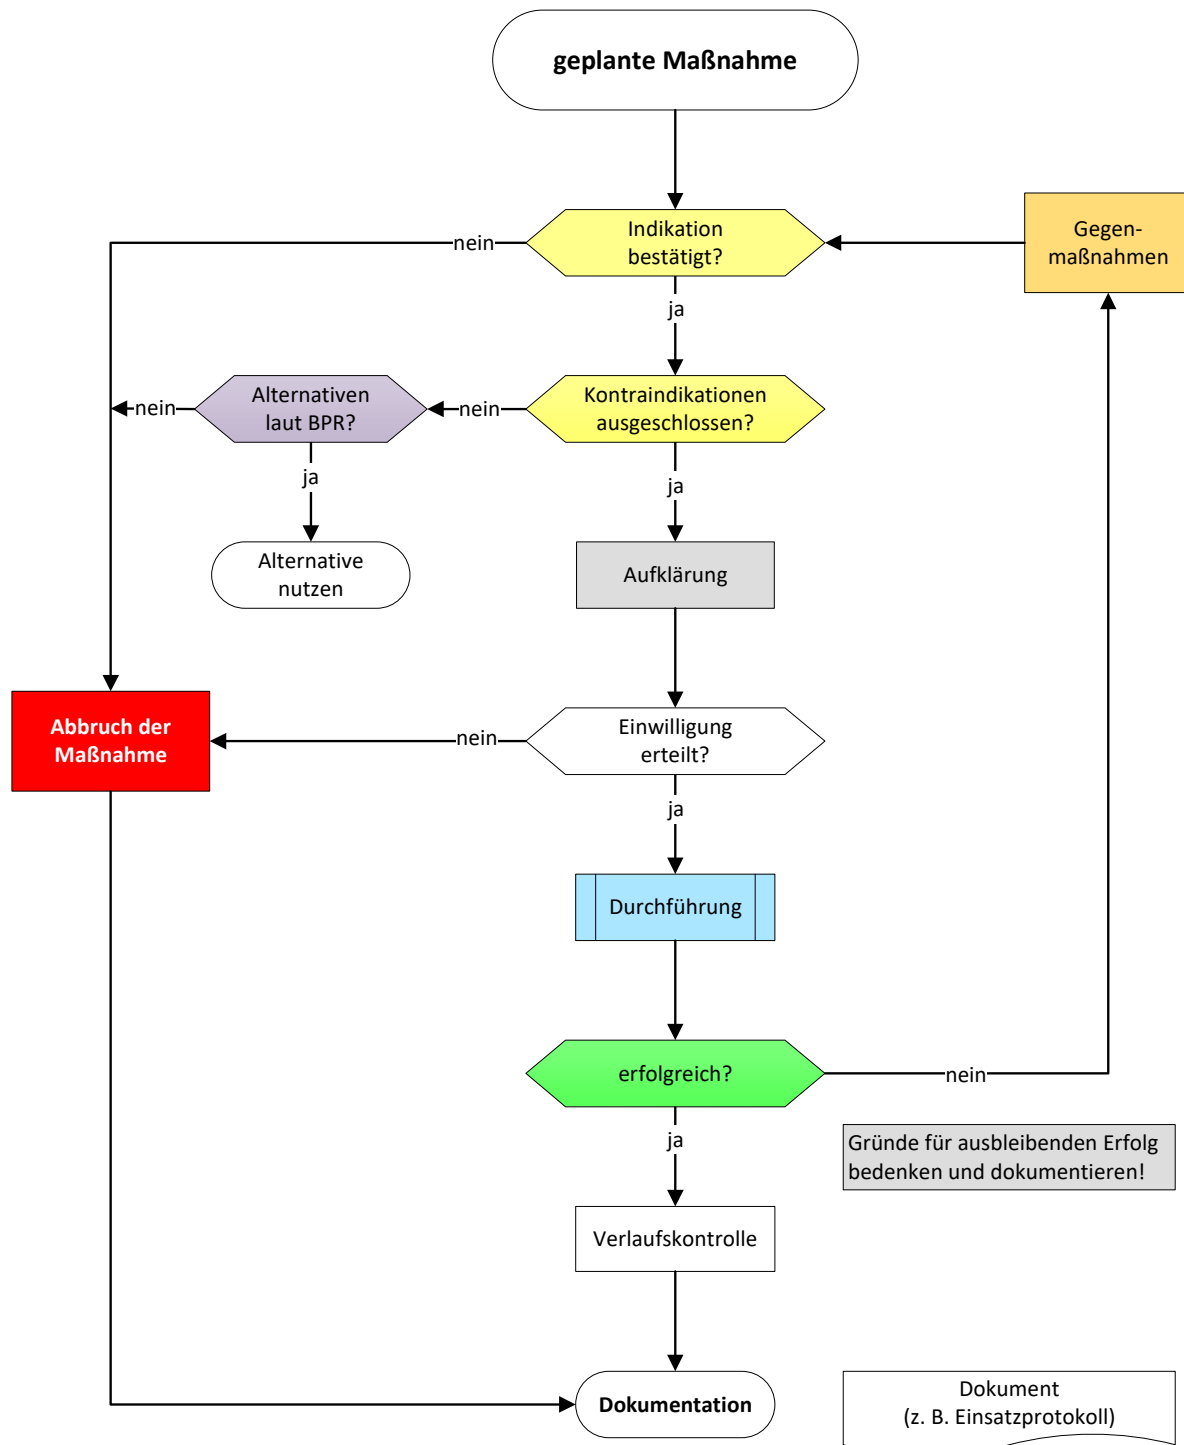 geplante Maßnahme
Indikation
bestätigt?
nein
Gegen-
maßnahmen
ja
Alternativen
laut BPR?
nein
nein
Kontraindikationen
ausgeschlossen?
ja
ja
Alternative
nutzen
Aufklärung
Abbruch der
Maßnahme
nein
Einwilligung
erteilt?
ja
Durchführung
erfolgreich?
nein
ja
Gründe für ausbleibenden Erfolg
bedenken und dokumentieren!
Verlaufskontrolle
Dokumentation
Dokument
(z. B. Einsatzprotokoll)